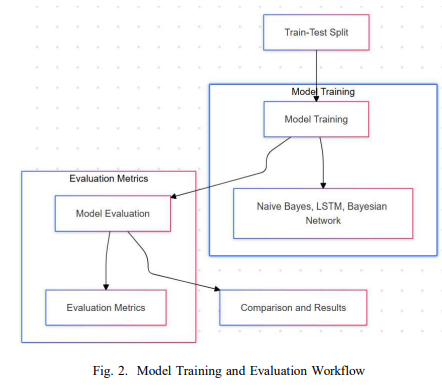 Train-Test Split
Model Training
Model Training
Naive Bayes, LSTM, Bayesian
Network
Evaluation Metrics
Model Evaluation
Evaluation Metrics
Comparison and Results
Fig. 2. Model Training and Evaluation Workflow